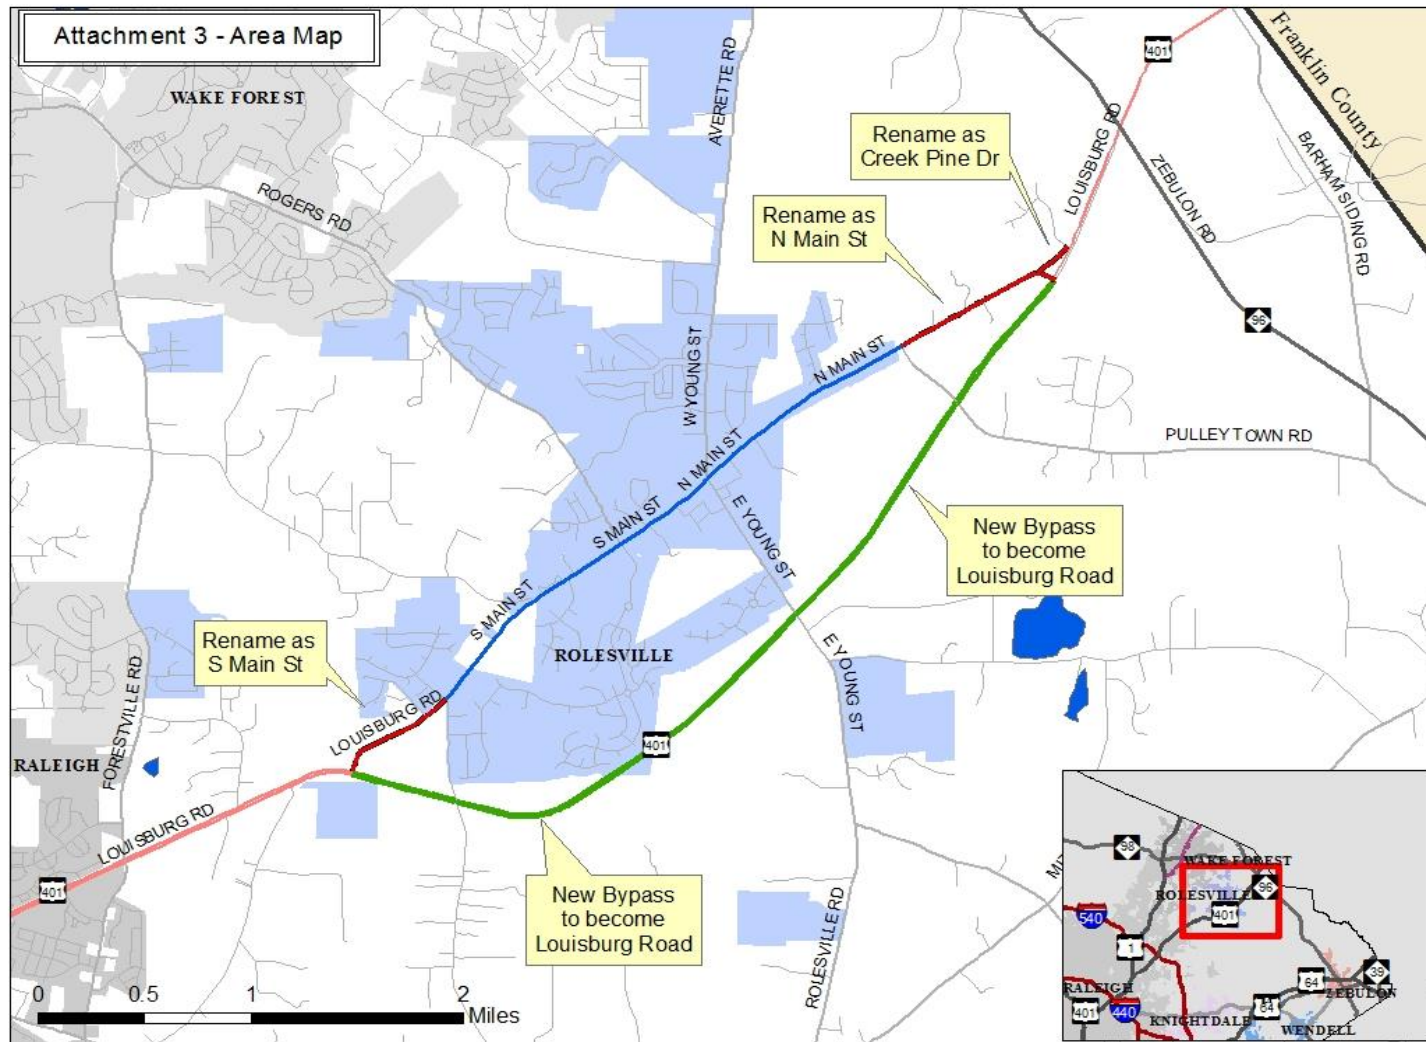 Attachment 3 - Area Map
WAKE FOREST
ROGERS RD
AVERETTE RD
401
Franklin County
Rename as
Creek Pine Dr
LOUISBURG RD
ZEBULON RD
BARHAM SIDING RD
Rename as
N Main St
96
N MAIN ST
W YOUNG ST
PULLEY TOWN RD
N MAIN ST
S MAIN ST
E YOUNG ST
New Bypass
to become
Louisburg Road
S MAIN ST
Rename as
S Main St
ROLESVILLE
E YOUNG ST
FORESTVILLE RD
LOUISBURG RD
401
RALEIGH
LOUISBURG RD
401
New Bypass
to become
Louisburg Road
ROLESVILLE RD
0 0.5 1 2
Miles
98
WAKE FOREST
ROLESVILLE
96
401
540
1
39
64
RALEIGH
ZEBULON
401
440
KNIGHTDALE
64
WENDELL